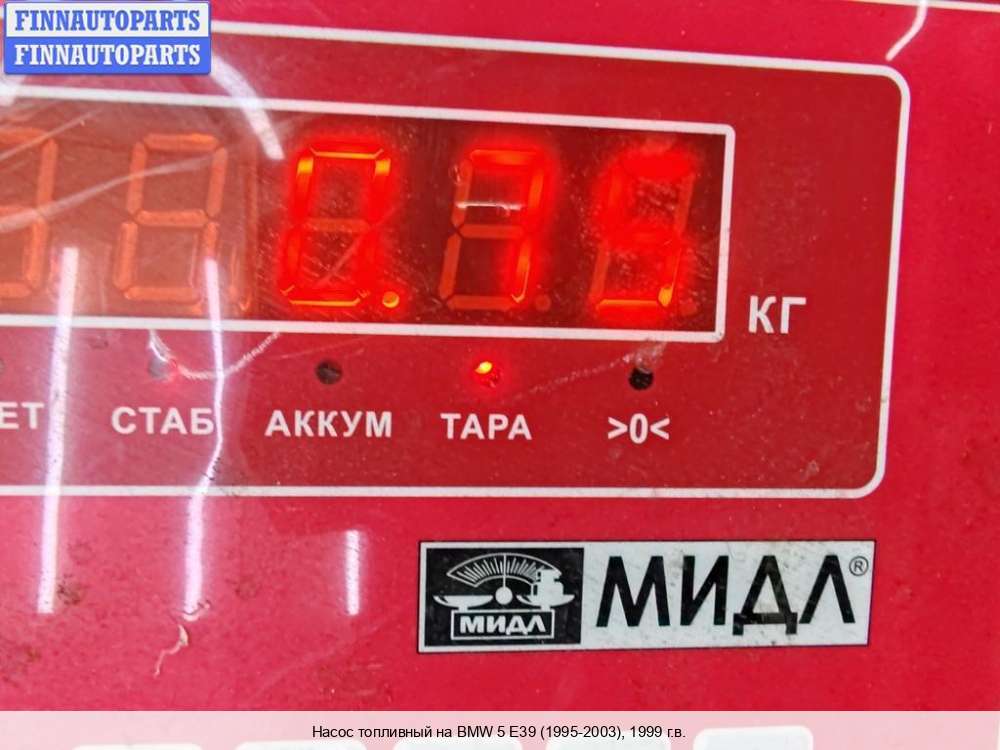 FINNAUTOPARTS
FINNAUTOPARTS
0.75
КГ
ЕТ СТАБ АККУМ ТАРА >0<
МИДЛ МИДЛ®
Насос топливный на BMW 5 E39 (1995-2003), 1999 г.в.